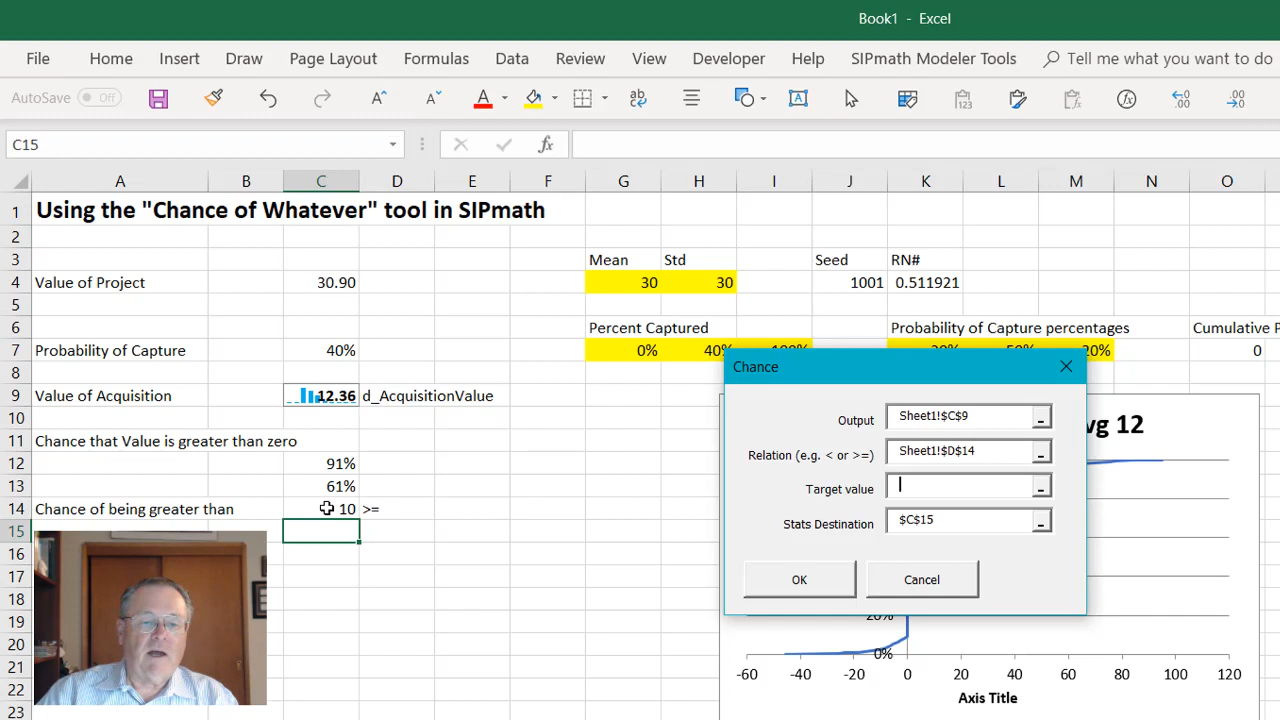 Book1 - Excel
File Home Insert Draw Page Layout Formulas Data Review View Developer Help SIPmath Modeler Tools Tell me what you want to do
AutoSave Off
C15
A B C D E F G H I J K L M N O
1 Using the "Chance of Whatever" tool in SIPmath
2
3 Mean Std Seed RN#
4 Value of Project 30.90 30 30 1001 0.511921
5
6 Percent Captured Probability of Capture percentages Cumulative P
7 Probability of Capture 40% 0% 40% 100% 30% 50% 20% 0
8
9 Value of Acquisition 12.36 d_AcquisitionValue
10
11 Chance that Value is greater than zero
12 91%
13 61%
14 Chance of being greater than 10 >=
15
16
17
18
19
20
21
22
23
Chance
Output Sheet1!$C$9
Relation (e.g. < or >=) Sheet1!$D$14
Target value
Stats Destination $C$15
OK Cancel
vg 12
20%
0%
-60 -40 -20 0 20 40 60 80 100 120
Axis Title